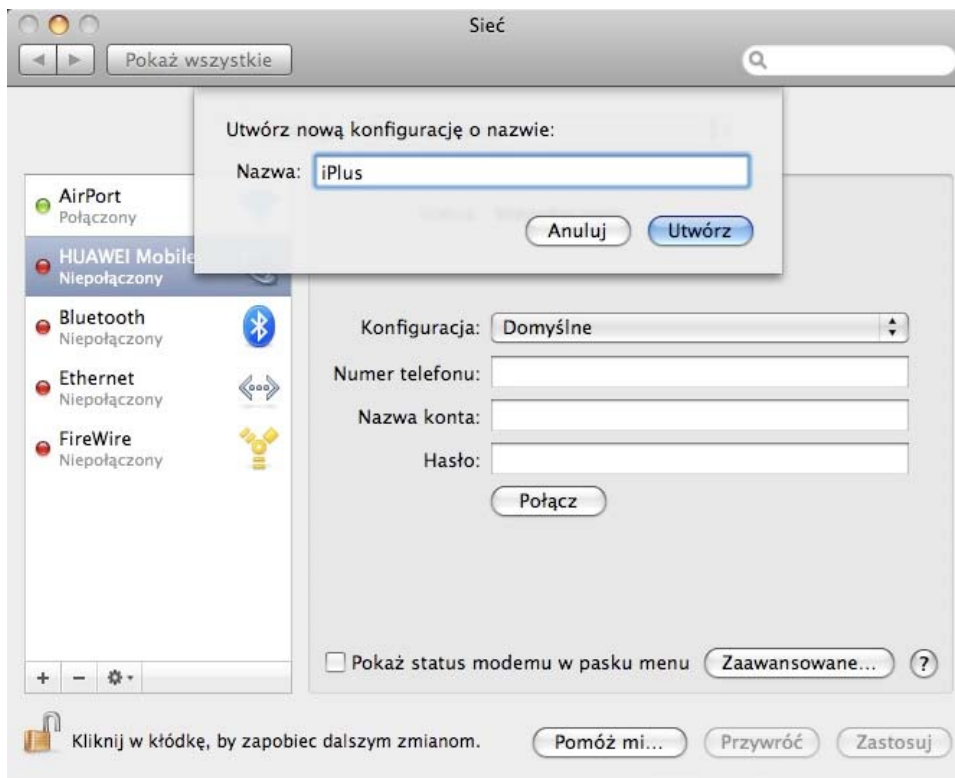 Sieć
Pokaż wszystkie
Utwórz nową konfigurację o nazwie:
Nazwa: iPlus
Anuluj Utwórz
AirPort
Połączony
HUAWEI Mobile
Niepołączony
Bluetooth
Niepołączony
Ethernet
Niepołączony
FireWire
Niepołączony
Konfiguracja: Domyślne
Numer telefonu:
Nazwa konta:
Hasło:
Połącz
Pokaż status modemu w pasku menu Zaawansowane... ?
Kliknij w kłódkę, by zapobiec dalszym zmianom. Pomóż mi... Przywróć Zastosuj